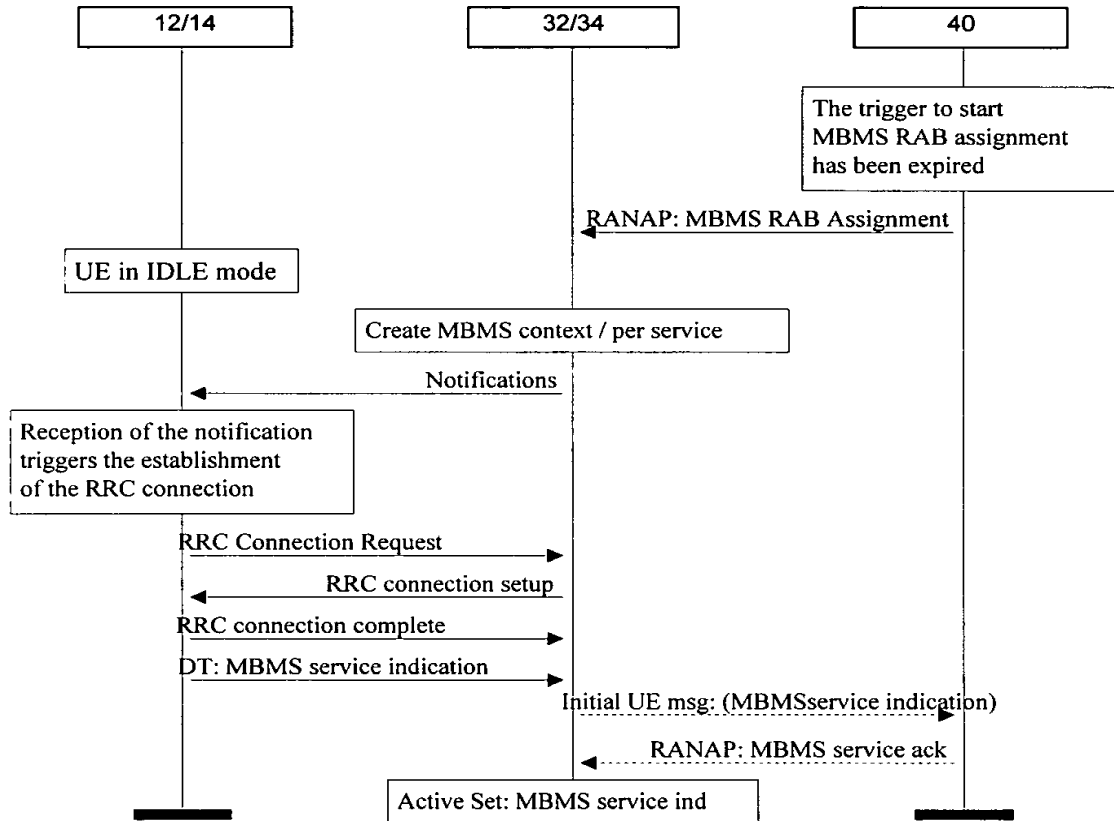 12/14
32/34
40
The trigger to start
MBMS RAB assignment
has been expired
RANAP: MBMS RAB Assignment
UE in IDLE mode
Create MBMS context / per service
Notifications
Reception of the notification
triggers the establishment
of the RRC connection
RRC Connection Request
RRC connection setup
RRC connection complete
DT: MBMS service indication
Initial UE msg: (MBMSservice indication)
RANAP: MBMS service ack
Active Set: MBMS service ind